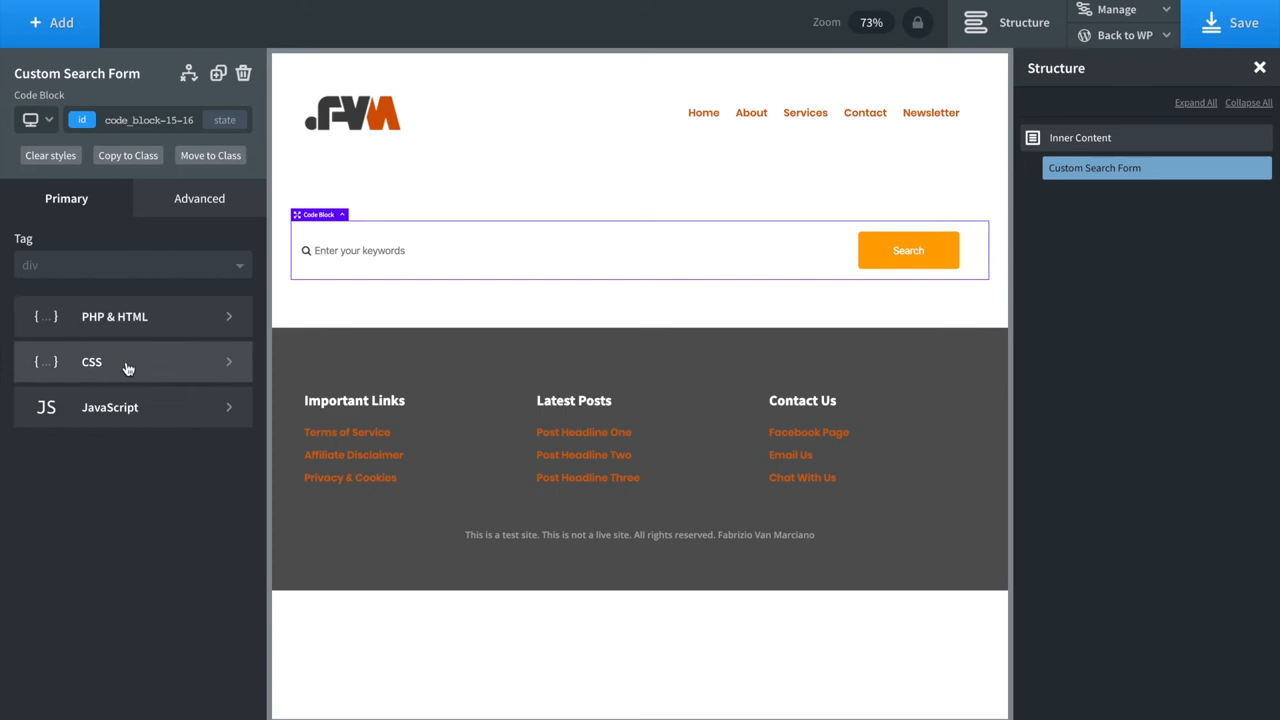 + Add
Zoom 73%
Structure
Manage
Back to WP
Save
Custom Search Form
Code Block
id code_block-15-16 state
Clear styles Copy to Class Move to Class
Primary Advanced
Tag
div
{...} PHP & HTML
{...} CSS
JS JavaScript
.FVM
Home About Services Contact Newsletter
Code Block
Enter your keywords
Search
Important Links
Terms of Service
Affiliate Disclaimer
Privacy & Cookies
Latest Posts
Post Headline One
Post Headline Two
Post Headline Three
Contact Us
Facebook Page
Email Us
Chat With Us
This is a test site. This is not a live site. All rights reserved. Fabrizio Van Marciano
Structure
Expand All Collapse All
Inner Content
Custom Search Form